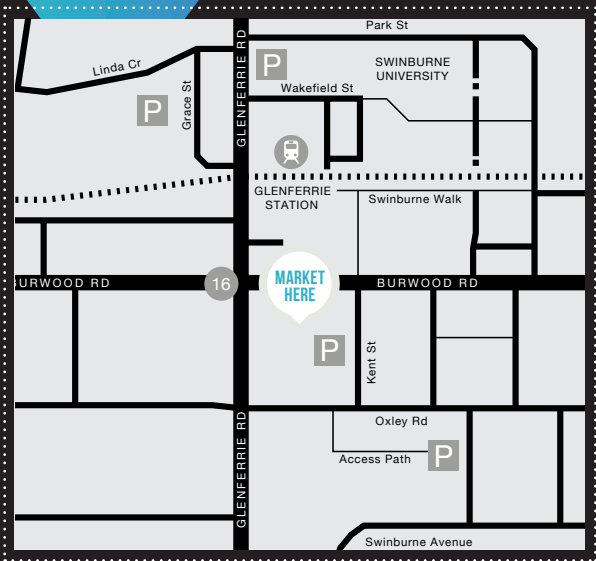 Park St
GLENFERRIE RD
P
SWINBURNE
UNIVERSITY
Linda Cr
Wakefield St
Grace St
P
GLENFERRIE
STATION
Swinburne Walk
BURWOOD RD
16
MARKET
HERE
BURWOOD RD
P
Kent St
GLENFERRIE RD
Oxley Rd
Access Path
P
Swinburne Avenue